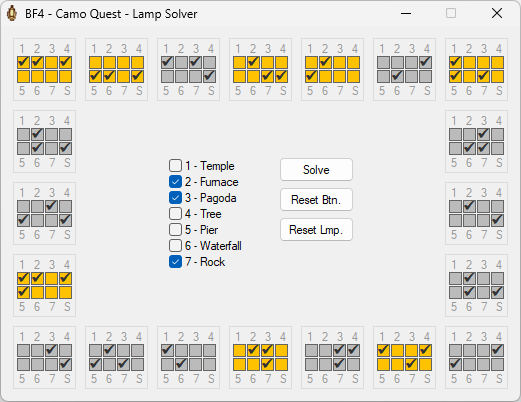 BF4 - Camo Quest - Lamp Solver
1 2 3 4 1 2 3 4 1 2 3 4 1 2 3 4 1 2 3 4 1 2 3 4 1 2 3 4
5 6 7 S 5 6 7 S 5 6 7 S 5 6 7 S 5 6 7 S 5 6 7 S 5 6 7 S
1 2 3 4 1 2 3 4
5 6 7 S 5 6 7 S
1 - Temple
Solve
2 - Furnace
1 2 3 4 1 2 3 4
3 - Pagoda
Reset Btn.
4 - Tree
5 6 7 S 5 6 7 S
5 - Pier
Reset Lmp.
6 - Waterfall
1 2 3 4 1 2 3 4
7 - Rock
5 6 7 S 5 6 7 S
1 2 3 4 1 2 3 4 1 2 3 4 1 2 3 4 1 2 3 4 1 2 3 4 1 2 3 4
5 6 7 S 5 6 7 S 5 6 7 S 5 6 7 S 5 6 7 S 5 6 7 S 5 6 7 S